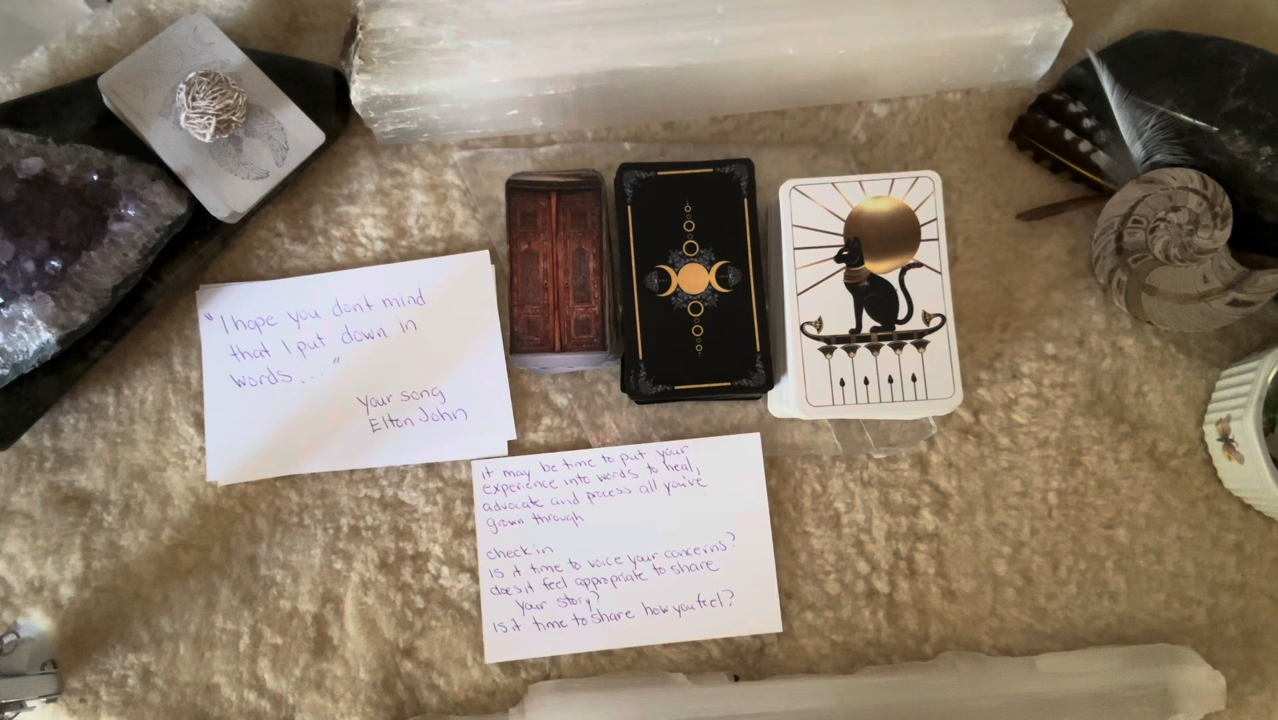 "I hope you don't mind
that I put down in
words..."
Your song
Elton John
it may be time to put your
experience into words to heal,
advocate and process all you've
grown through
check in
is it time to voice your concerns?
does it feel appropriate to share
your story?
Is it time to share how you feel?